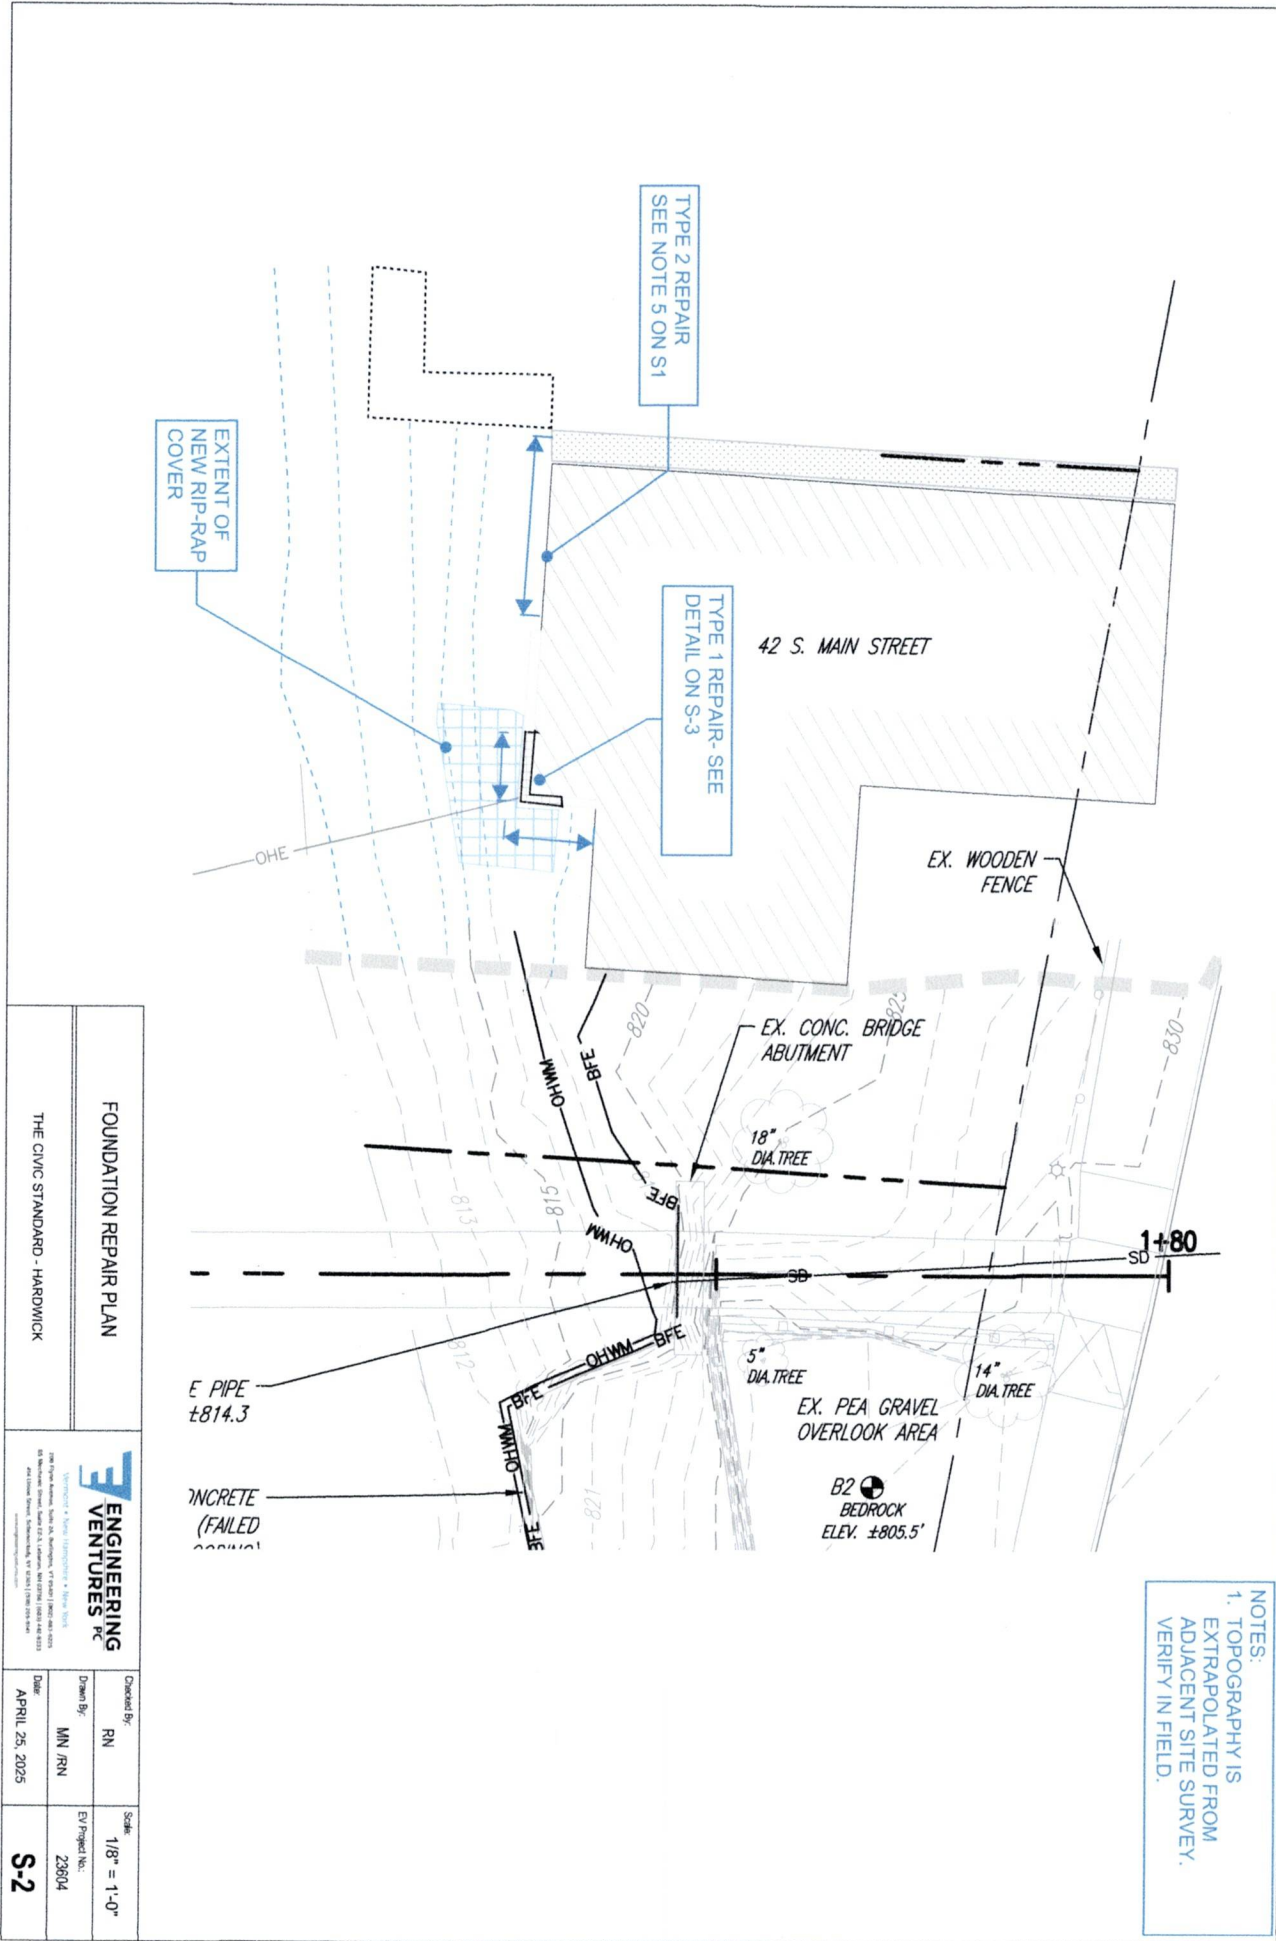 TYPE 2 REPAIR
SEE NOTE 5 ON S1
EXTENT OF
NEW RIP-RAP
COVER
TYPE 1 REPAIR- SEE
DETAIL ON S-3
42 S. MAIN STREET
OHE
EX. WOODEN
FENCE
EX. CONC. BRIDGE
ABUTMENT
820
830
BFE
OHWM
18"
DIA.TREE
BFE
815
813
OHWM
1+80
SD
SD
BFE
OHWM
812
BFE
E PIPE
±814.3
5"
DIA.TREE
14"
DIA.TREE
EX. PEA GRAVEL
OVERLOOK AREA
OHWM
821
B2
BEDROCK
ELEV. ±805.5'
ONCRETE
(FAILED
BFE
NOTES:
1. TOPOGRAPHY IS
EXTRAPOLATED FROM
ADJACENT SITE SURVEY.
VERIFY IN FIELD.
FOUNDATION REPAIR PLAN
THE CIVIC STANDARD - HARDWICK
ENGINEERING
VENTURES PC
Vermont • New Hampshire • New York
Checked By:
RN
Scale:
1/8" = 1'-0"
Drawn By:
MN /RN
EV Project No.:
23604
Date:
APRIL 25, 2025
S-2